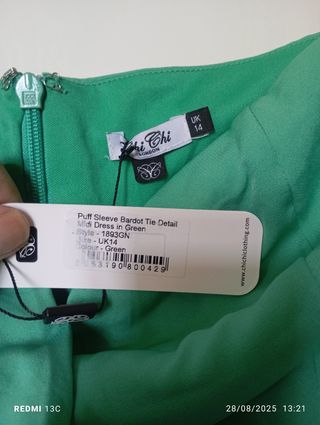 Chi Chi
LONDON
UK
14
Puff Sleeve Bardot Tie Detail
Midi Dress in Green
Style - 1893GN
Size - UK14
Colour - Green
190800429
www.chichiclothing.com
REDMI 13C
28/08/2025 13:21